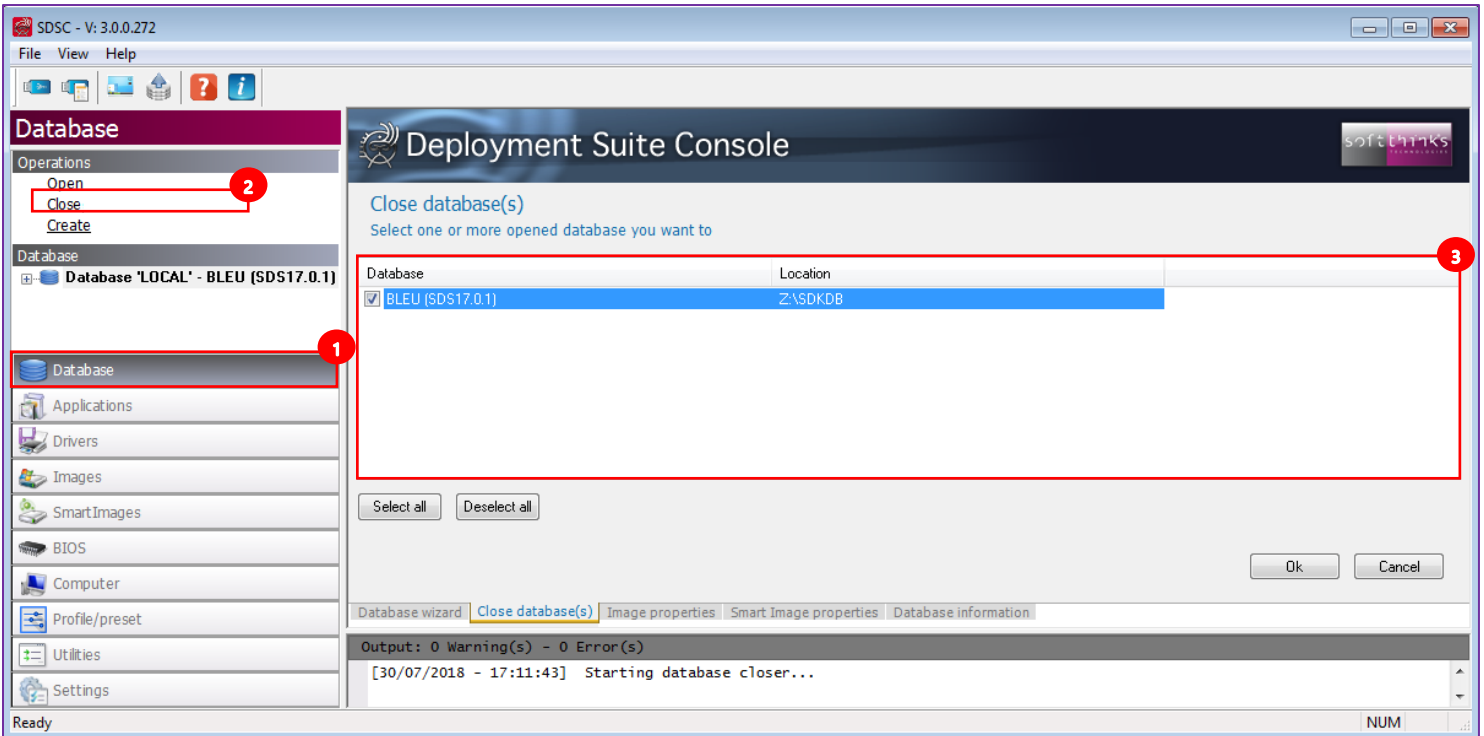 SDSC - V: 3.0.0.272
File View Help
Database
Operations
Open
2
Close
Create
Database
Database 'LOCAL' - BLEU (SDS17.0.1)
1
Database
Applications
Drivers
Images
SmartImages
BIOS
Computer
Profile/preset
Utilities
Settings
Deployment Suite Console
softthinks
TECHNOLOGIES
Close database(s)
Select one or more opened database you want to
3
Database Location
BLEU (SDS17.0.1) Z:\SDKDB
Select all Deselect all
Ok Cancel
Database wizard Close database(s) Image properties Smart Image properties Database information
Output: 0 Warning(s) - 0 Error(s)
[30/07/2018 - 17:11:43] Starting database closer...
Ready NUM